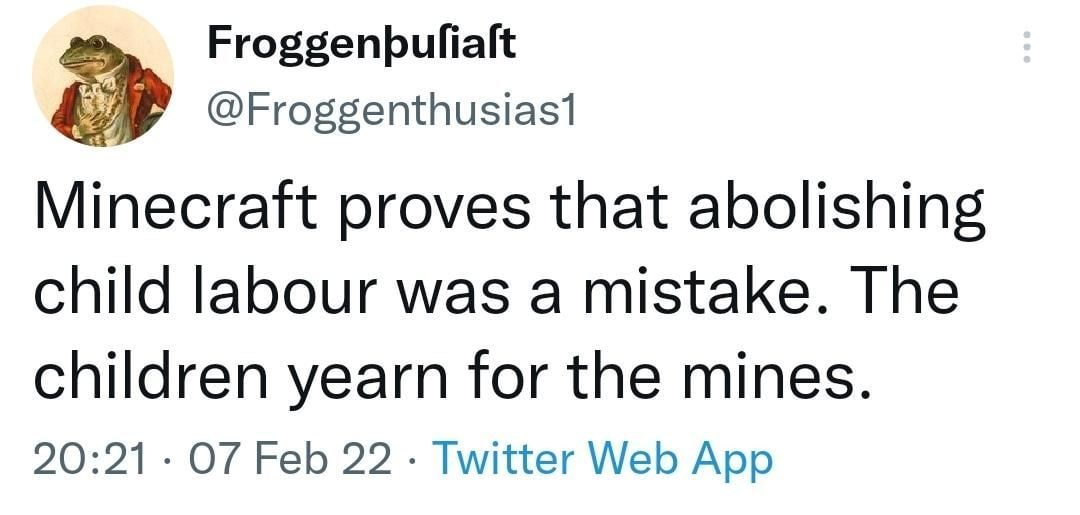 Froggenþuſiaſt
@Froggenthusias1
Minecraft proves that abolishing
child labour was a mistake. The
children yearn for the mines.
20:21 · 07 Feb 22 · Twitter Web App